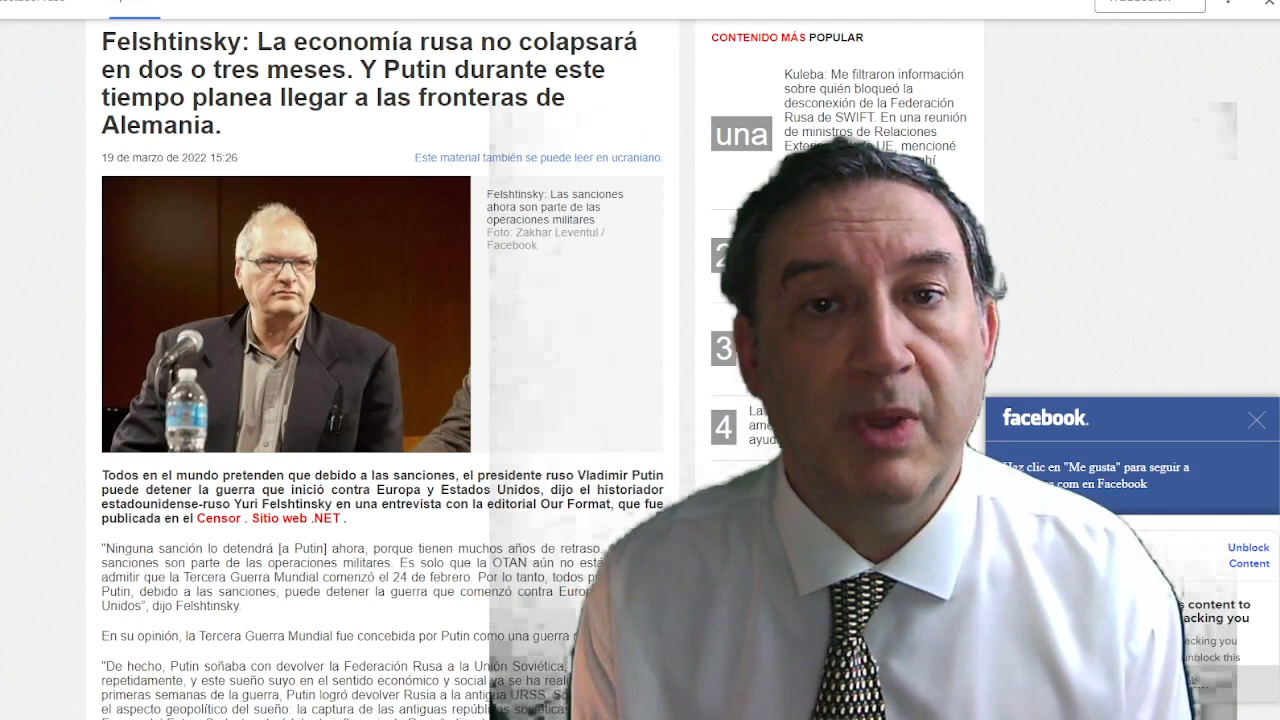 Felshtinsky: La economía rusa no colapsará
en dos o tres meses. Y Putin durante este
tiempo planea llegar a las fronteras de
Alemania.
19 de marzo de 2022 15:26
Este material también se puede leer en ucraniano.
Felshtinsky: Las sanciones
ahora son parte de las
operaciones militares
Foto: Zakhar Leventul /
Facebook
Todos en el mundo pretenden que debido a las sanciones, el presidente ruso Vladimir Putin
puede detener la guerra que inició contra Europa y Estados Unidos, dijo el historiador
estadounidense-ruso Yuri Felshtinsky en una entrevista con la editorial Our Format, que fue
publicada en el Censor . Sitio web .NET .
"Ninguna sanción lo detendrá [a Putin] ahora, porque tienen muchos años de retraso.
sanciones son parte de las operaciones militares. Es solo que la OTAN aún no
admitir que la Tercera Guerra Mundial comenzó el 24 de febrero. Por lo tanto, todos
Putin, debido a las sanciones, puede detener la guerra que comenzó contra
Unidos”, dijo Felshtinsky.
En su opinión, la Tercera Guerra Mundial fue concebida por Putin como una guerra
"De hecho, Putin soñaba con devolver la Federación Rusa a la Unión Soviética,
repetidamente, y este sueño suyo en el sentido económico y social ya se ha
primeras semanas de la guerra, Putin logró devolver Rusia a la antigua URSS.
el aspecto geopolítico del sueño: la captura de las antiguas repúblicas soviéticas
CONTENIDO MÁS POPULAR
una
Kuleba: Me filtraron información
sobre quién bloqueó la
desconexión de la Federación
Rusa de SWIFT. En una reunión
de ministros de Relaciones
UE, mencionó
2
3
4
La
facebook.
Haz clic en "Me gusta" para seguir a
com en Facebook
Unblock
Content
content to
you
you
unblock this